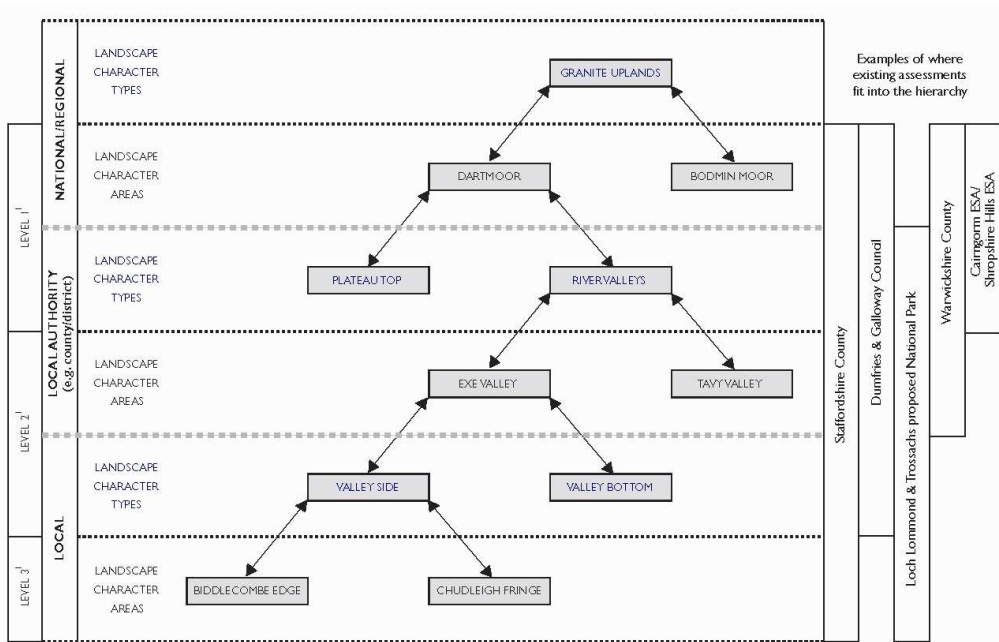 LANDSCAPE
CHARACTER
TYPES
GRANITE UPLANDS
Examples of where
existing assessments
fit into the hierarchy
NATIONAL/REGIONAL
LANDSCAPE
CHARACTER
AREAS
DARTMOOR
BODMIN MOOR
LEVEL 1¹
LANDSCAPE
CHARACTER
TYPES
PLATEAU TOP
RIVER VALLEYS
LOCAL AUTHORITY
(e.g. county/district)
LANDSCAPE
CHARACTER
AREAS
EXE VALLEY
TAVY VALLEY
LEVEL 2¹
LANDSCAPE
CHARACTER
TYPES
VALLEY SIDE
VALLEY BOTTOM
LOCAL
LANDSCAPE
CHARACTER
AREAS
BIDDLECOMBE EDGE
CHUDLEIGH FRINGE
LEVEL 3¹
Staffordshire County
Dumfries & Galloway Council
Loch Lommond & Trossachs proposed National Park
Warwickshire County
Cairngorm ESA/
Shropshire Hills ESA